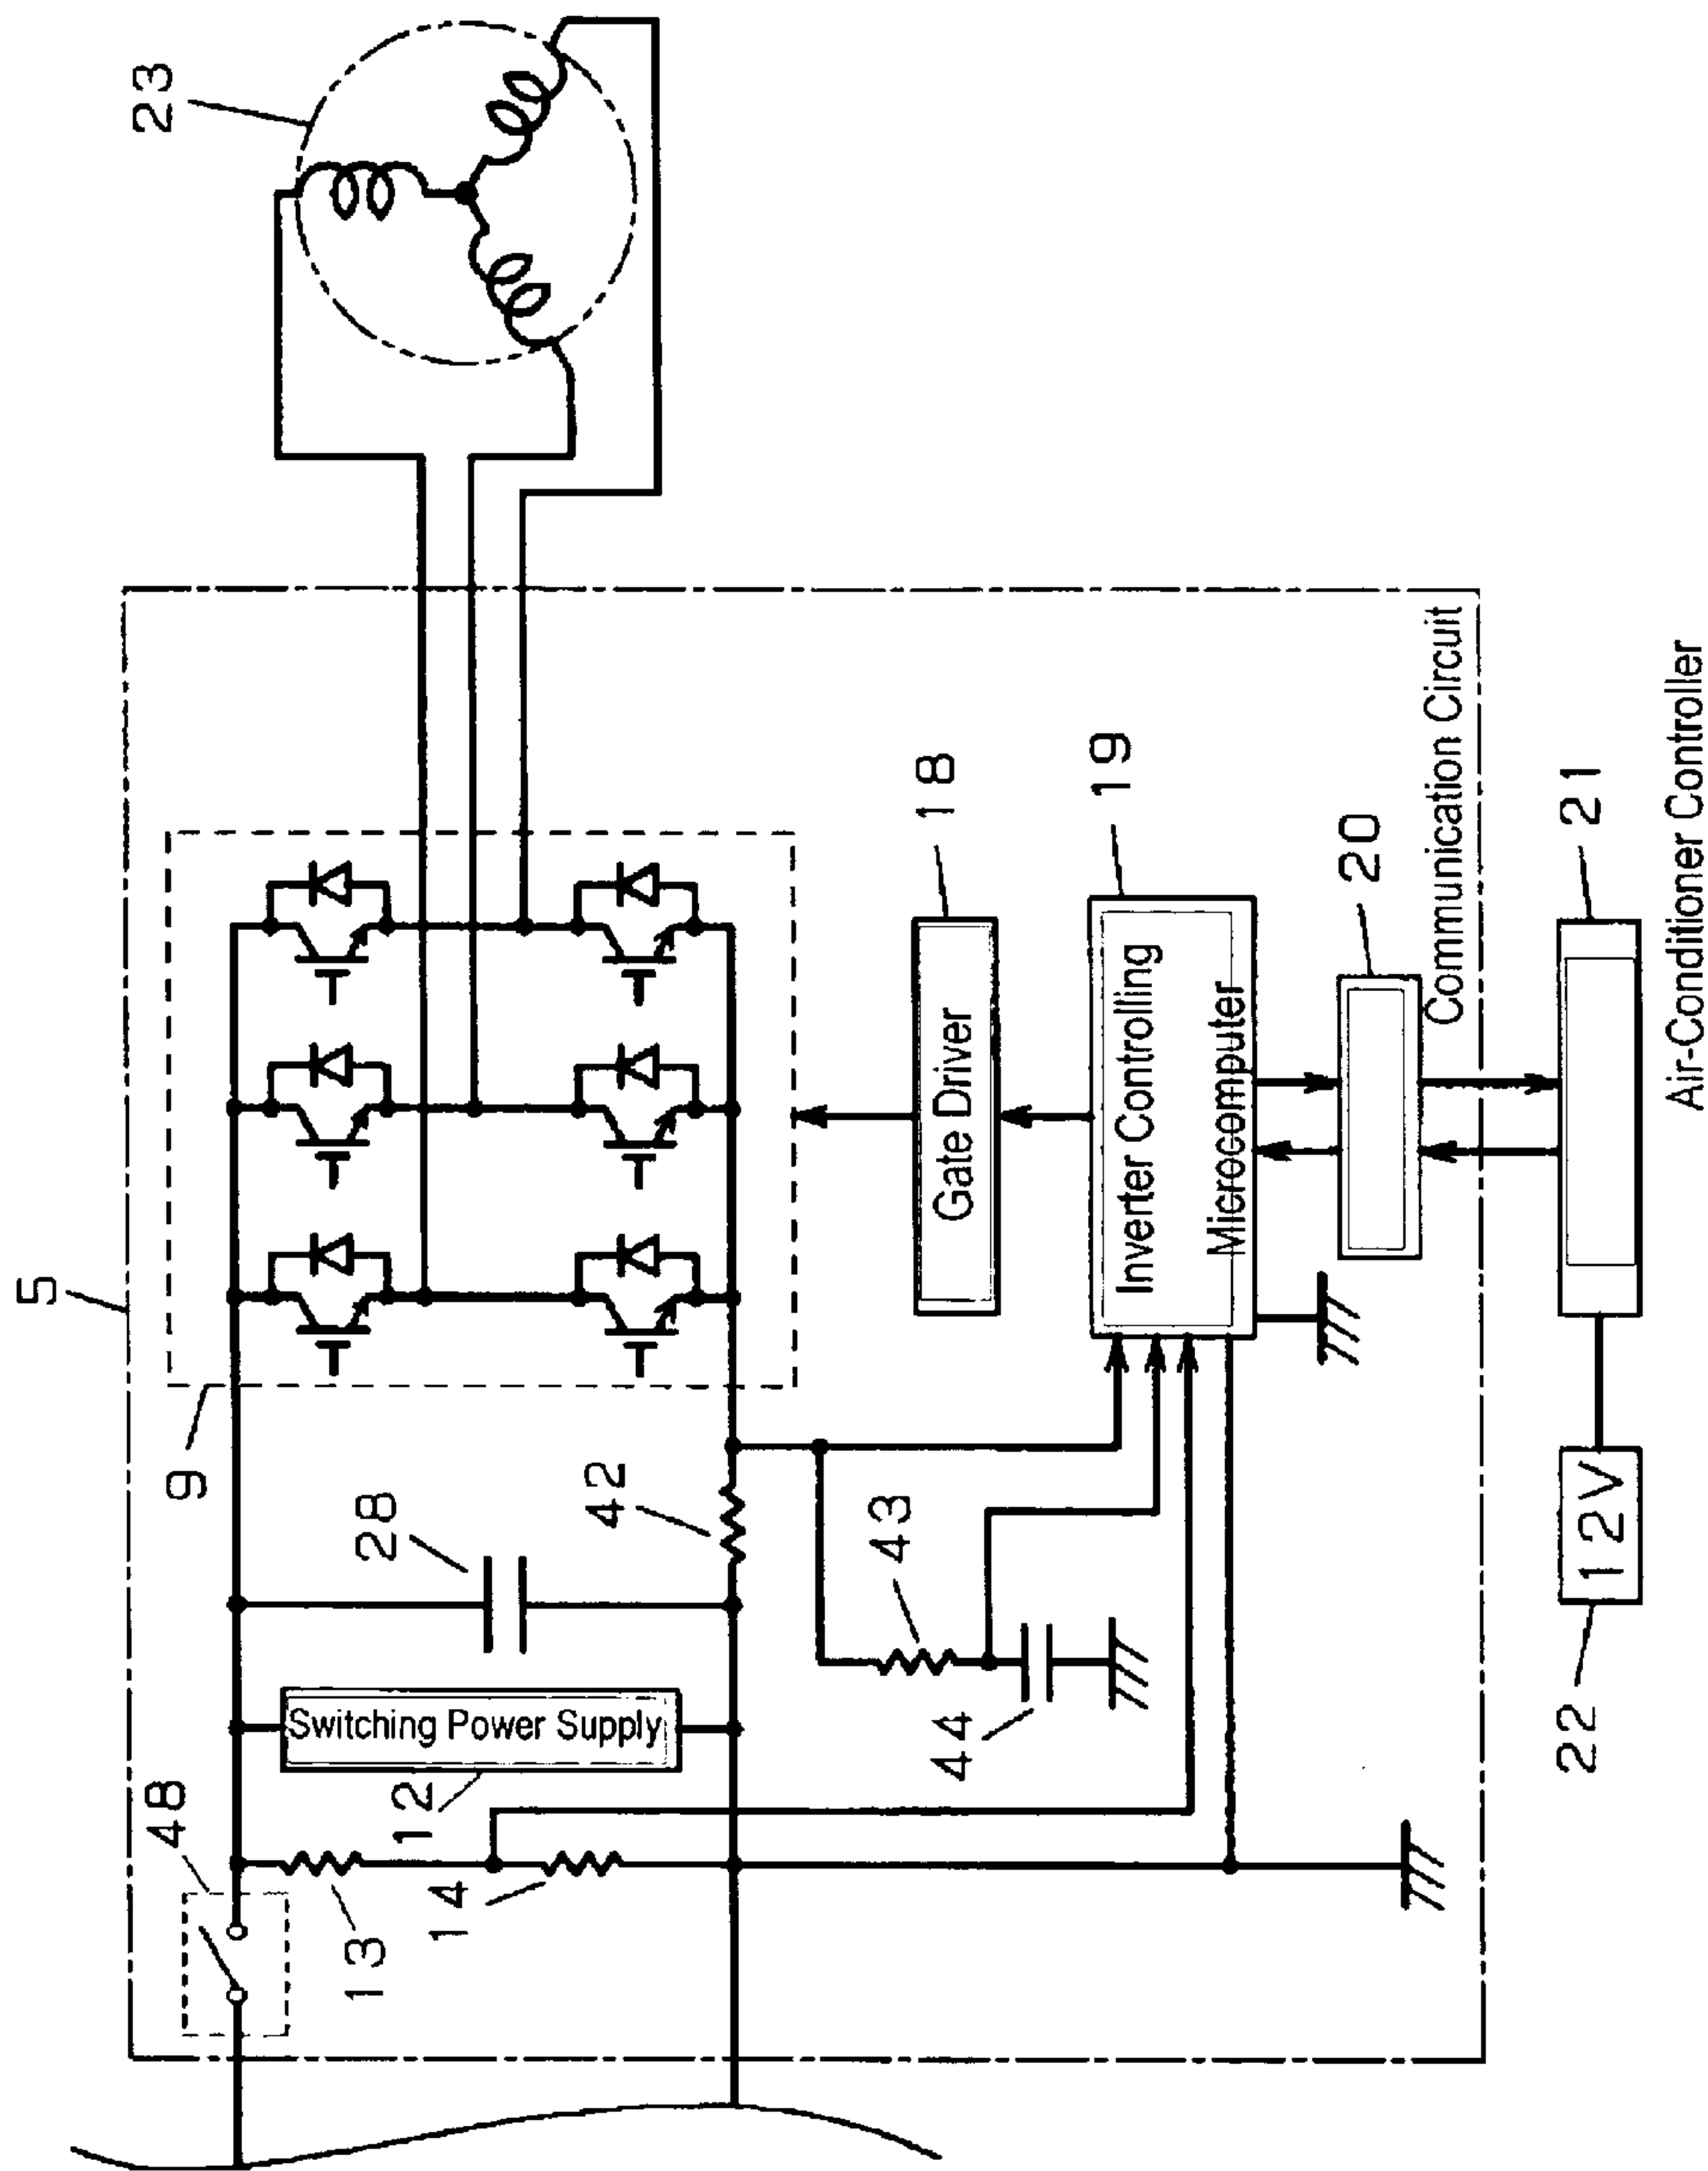 5
23
9
48
28
42
Switching Power Supply
12
13
14
43
44
Gate Driver
18
Inverter Controlling
Microcomputer
19
20
Communication Circuit
22
12V
21
Air-Conditioner Controller